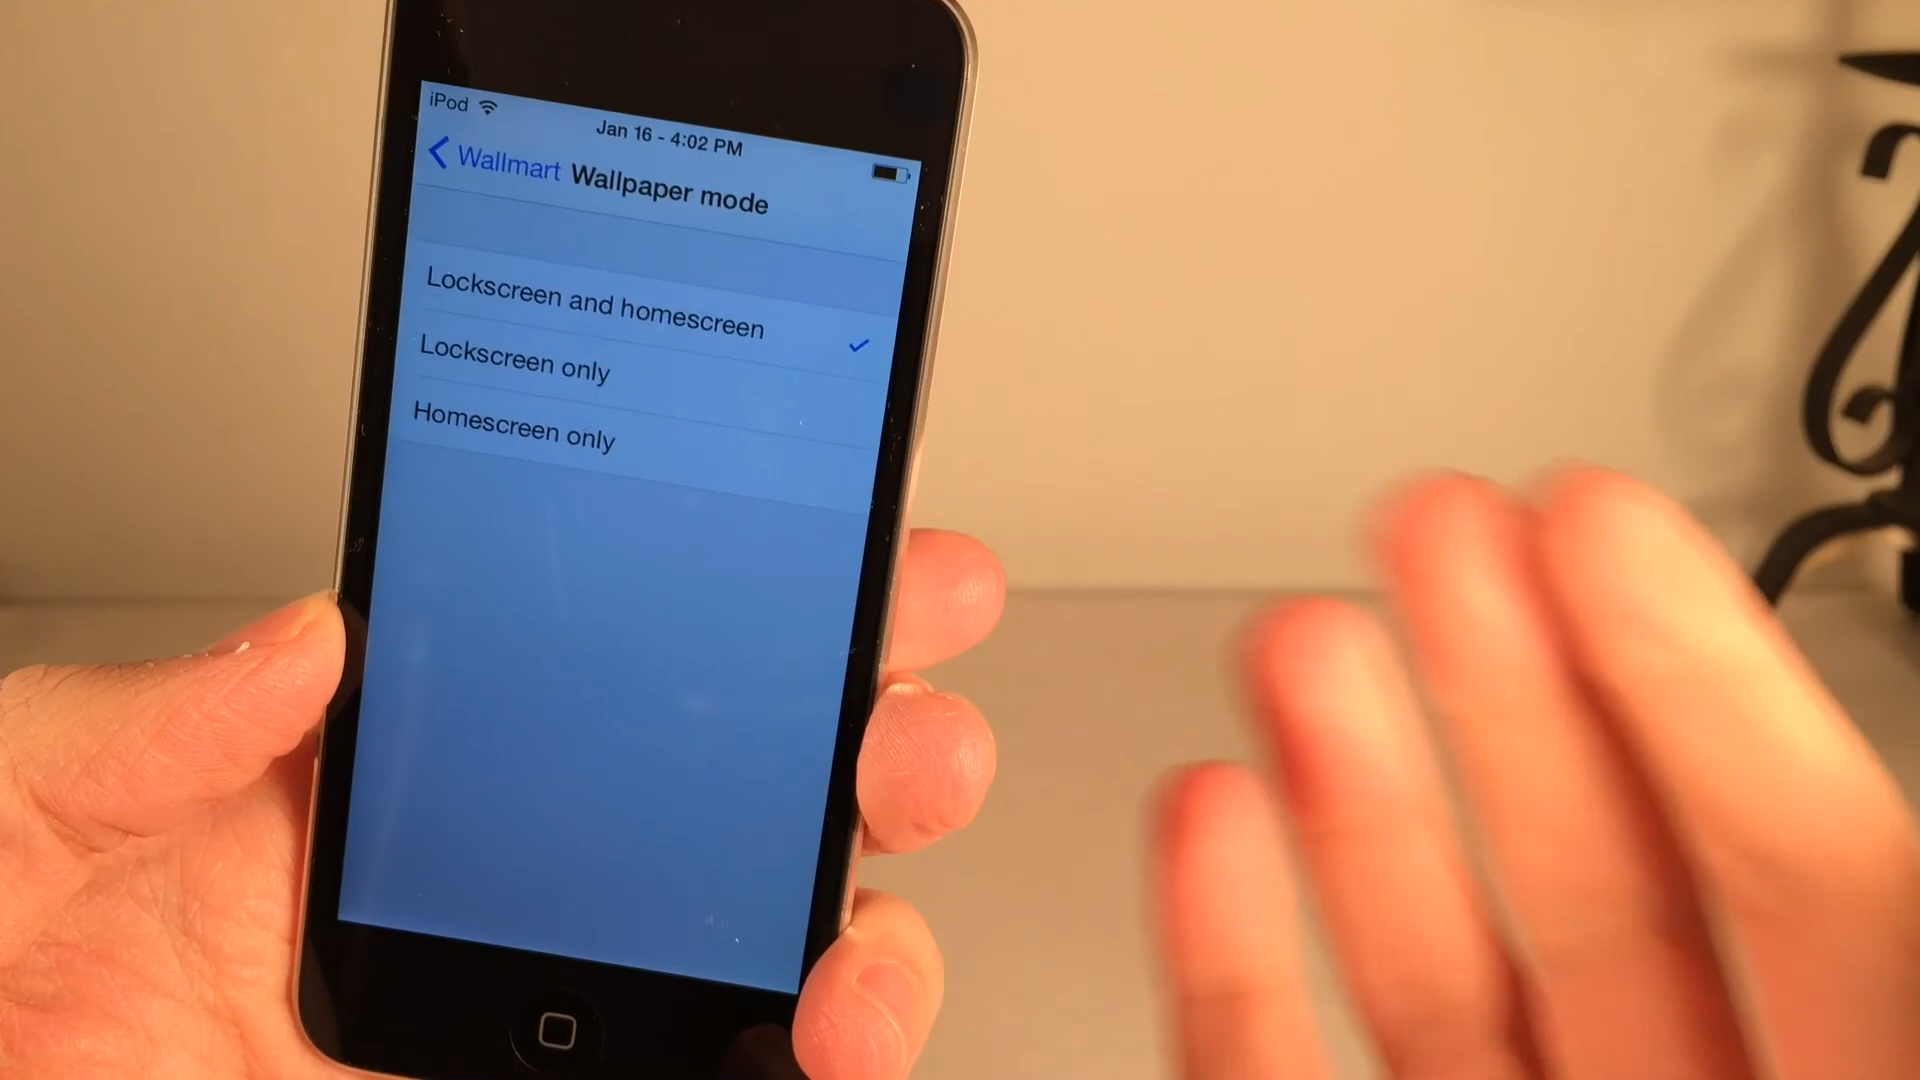 iPod
Jan 16 - 4:02 PM
Wallmart Wallpaper mode
Lockscreen and homescreen
Lockscreen only
Homescreen only